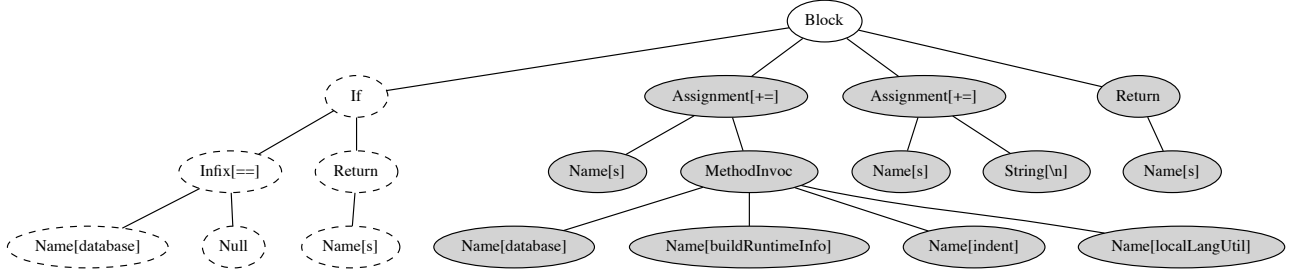 Block
If
Assignment[+=]
Assignment[+=]
Return
Infix[==]
Return
Name[s]
MethodInvoc
Name[s]
String[\n]
Name[s]
Name[database]
Null
Name[s]
Name[database]
Name[buildRuntimeInfo]
Name[indent]
Name[localLangUtil]